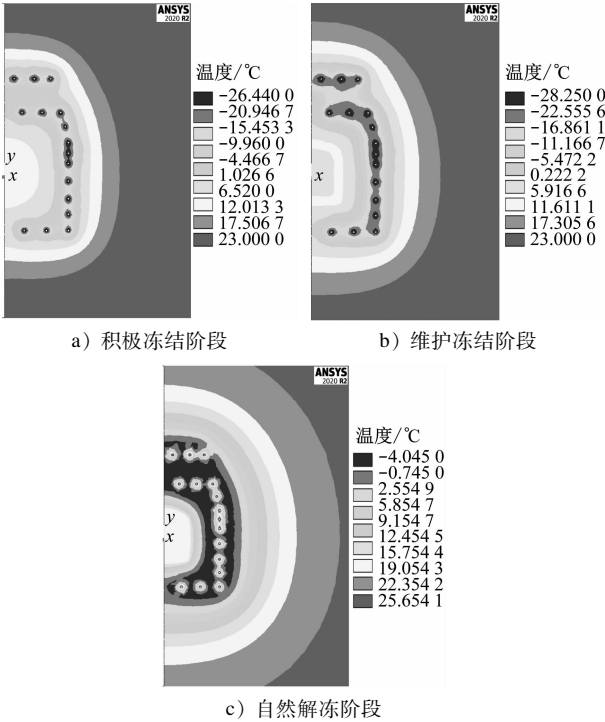 ANSYS
2020 R2
温度/℃
-26.440 0
-20.946 7
-15.453 3
-9.960 0
-4.466 7
1.026 6
6.520 0
12.013 3
17.506 7
23.000 0
y
x
a）积极冻结阶段
ANSYS
2020 R2
温度/℃
-28.250 0
-22.555 6
-16.861 1
-11.166 7
-5.472 2
0.222 2
5.916 6
11.611 1
17.305 6
23.000 0
x
b）维护冻结阶段
ANSYS
2020 R2
温度/℃
-4.045 0
-0.745 0
2.554 9
5.854 7
9.154 7
12.454 5
15.754 4
19.054 3
22.354 2
25.654 1
y
x
c）自然解冻阶段